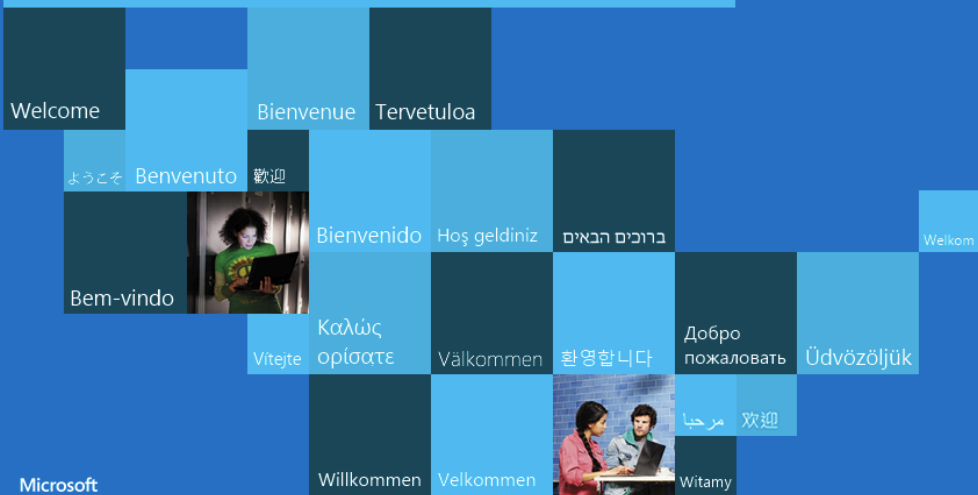 Welcome
Bienvenue
Tervetuloa
ようこそ
Benvenuto
歡迎
Bienvenido
Hoş geldiniz
ברוכים הבאים
Welkom
Bem-vindo
Vítejte
Καλώς
ορίσατε
Välkommen
환영합니다
Добро
пожаловать
Üdvözöljük
مرحبا
欢迎
Willkommen
Velkommen
Witamy
Microsoft